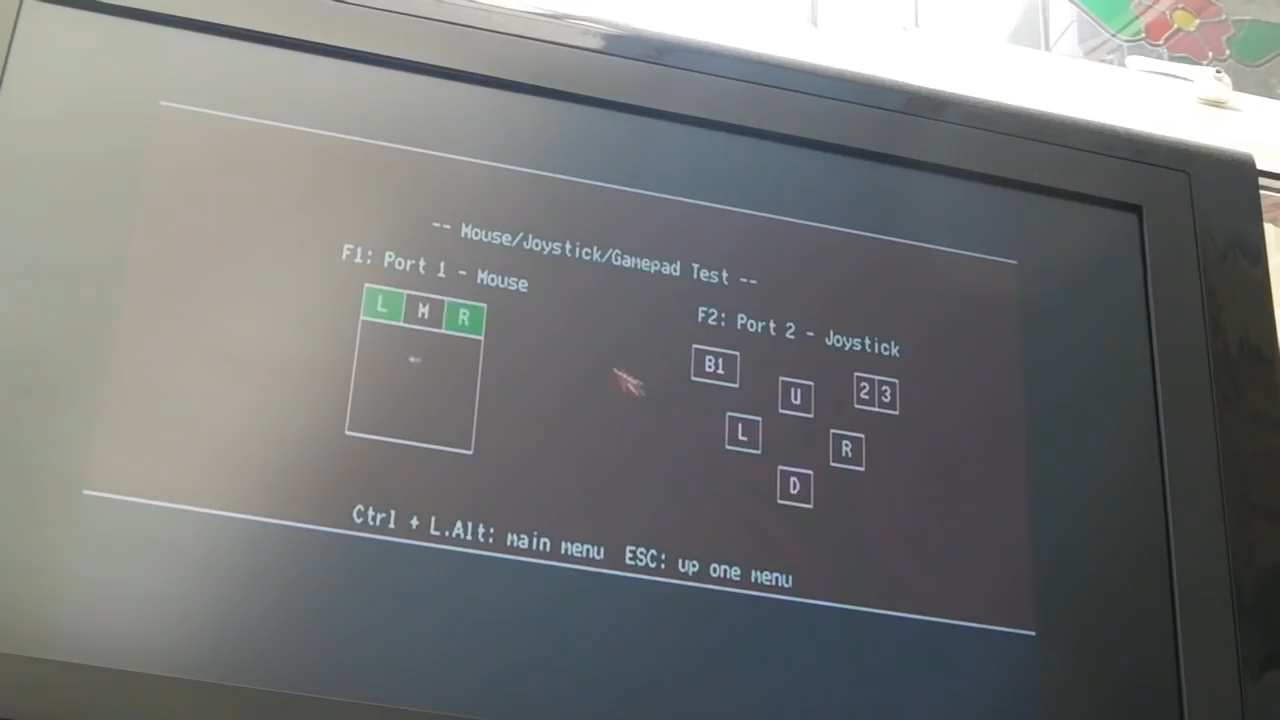 -- Mouse/Joystick/Gamepad Test --
F1: Port 1 - Mouse
L M R
F2: Port 2 - Joystick
B1
U
2 3
L
R
D
Ctrl + L.Alt: main menu ESC: up one menu